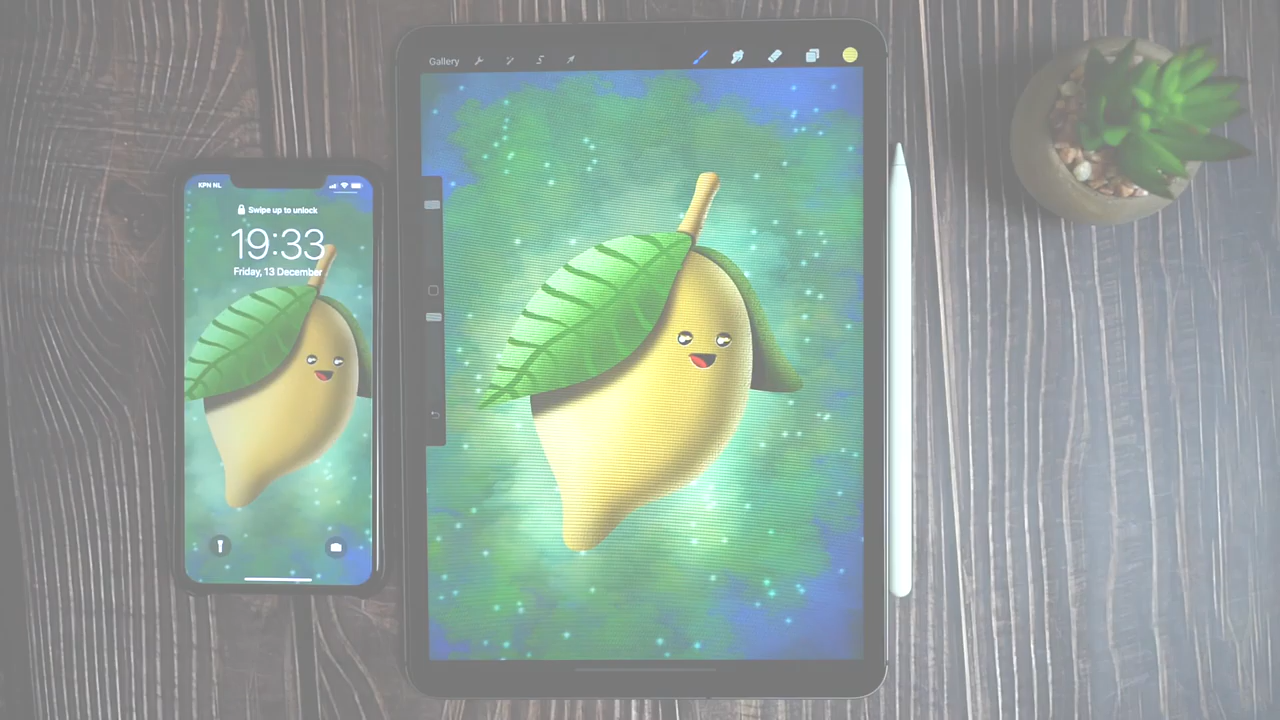 KPN NL
Swipe up to unlock
19:33
Friday, 13 December
Gallery